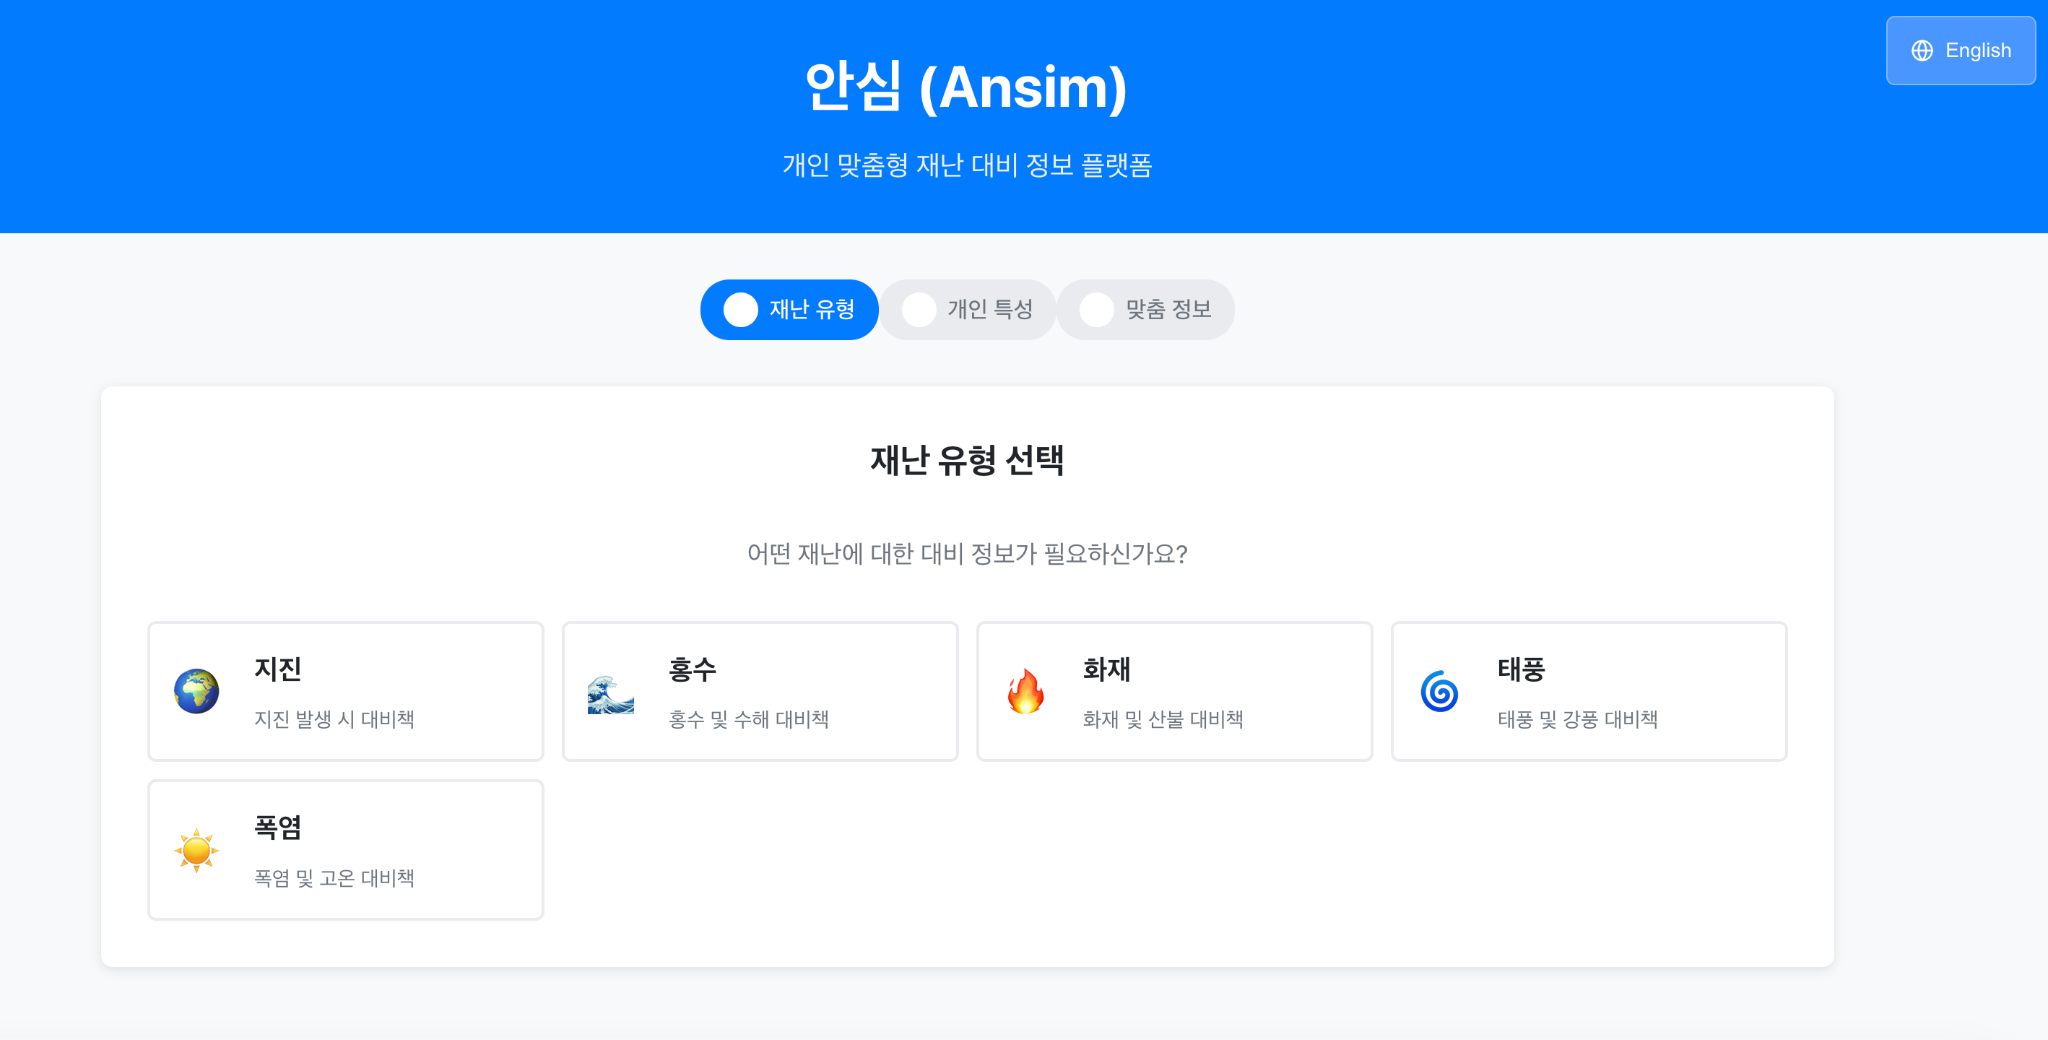 English
안심 (Ansim)
개인 맞춤형 재난 대비 정보 플랫폼
재난 유형
개인 특성
맞춤 정보
재난 유형 선택
어떤 재난에 대한 대비 정보가 필요하신가요?
지진
지진 발생 시 대비책
홍수
홍수 및 수해 대비책
화재
화재 및 산불 대비책
태풍
태풍 및 강풍 대비책
폭염
폭염 및 고온 대비책